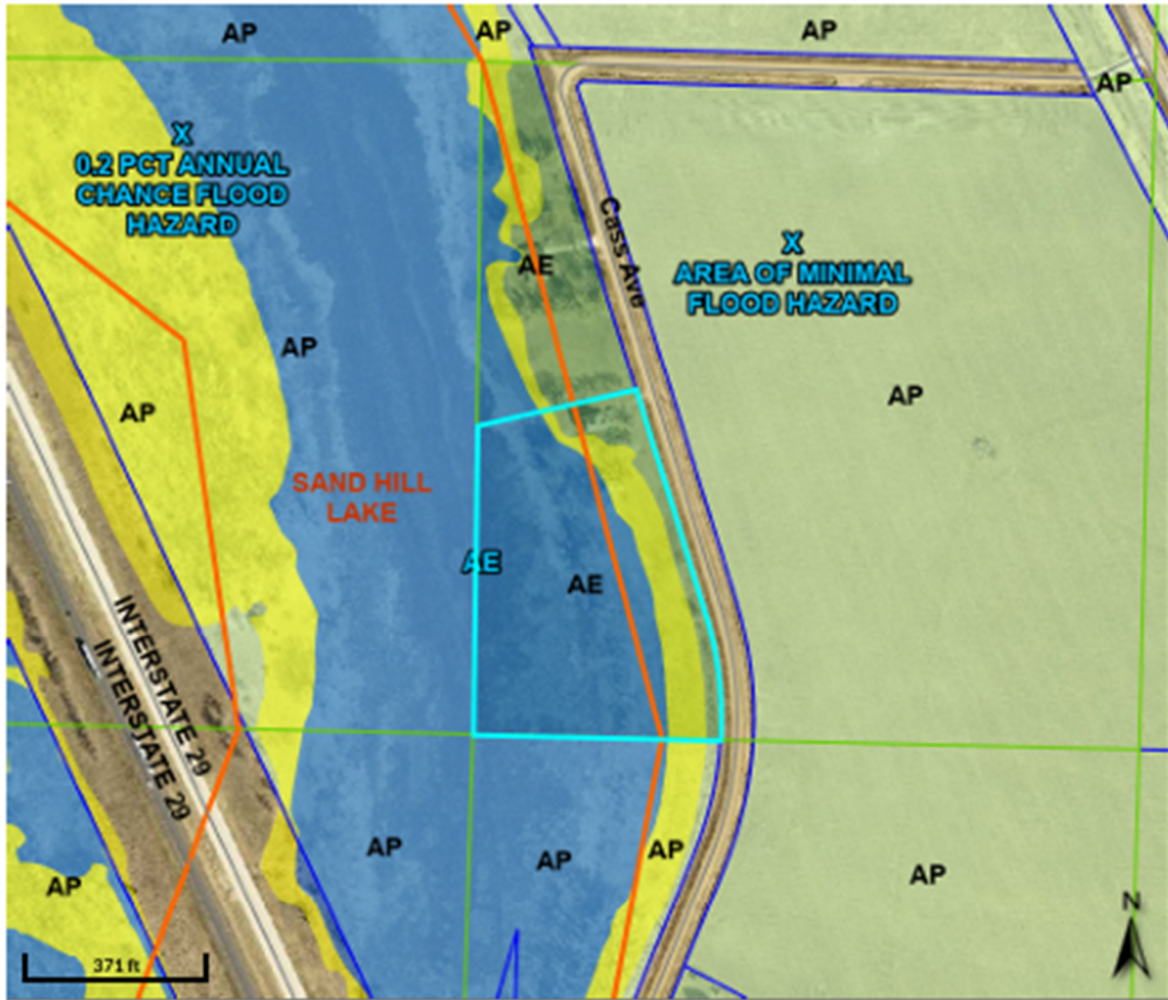 AP
AP
AP
AP
X
0.2 PCT ANNUAL
CHANCE FLOOD
HAZARD
Cass Ave
X
AREA OF MINIMAL
FLOOD HAZARD
AE
AP
AP
AP
SAND HILL
LAKE
AE
AE
INTERSTATE 29
INTERSTATE 29
AP
AP
AP
AP
AP
N
371 ft